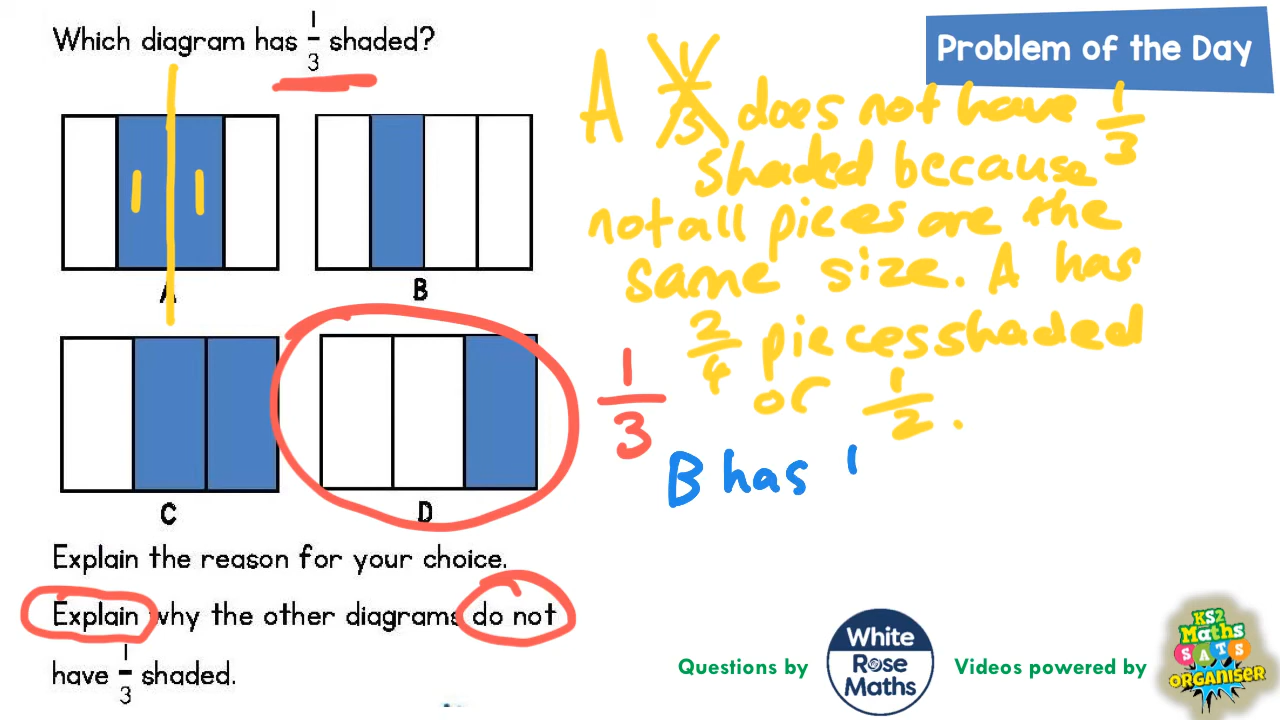 Which diagram has 1/3 shaded?
Problem of the Day
A
B
C
D
Explain the reason for your choice.
Explain why the other diagrams do not
have 1/3 shaded.
A does not have 1/3
shaded because
not all pieces are the
same size. A has
2/4 pieces shaded
or 1/2.
1/3
B has 1
Questions by
White
Rose
Maths
Videos powered by
KS2
Maths
SATS
ORGANISER